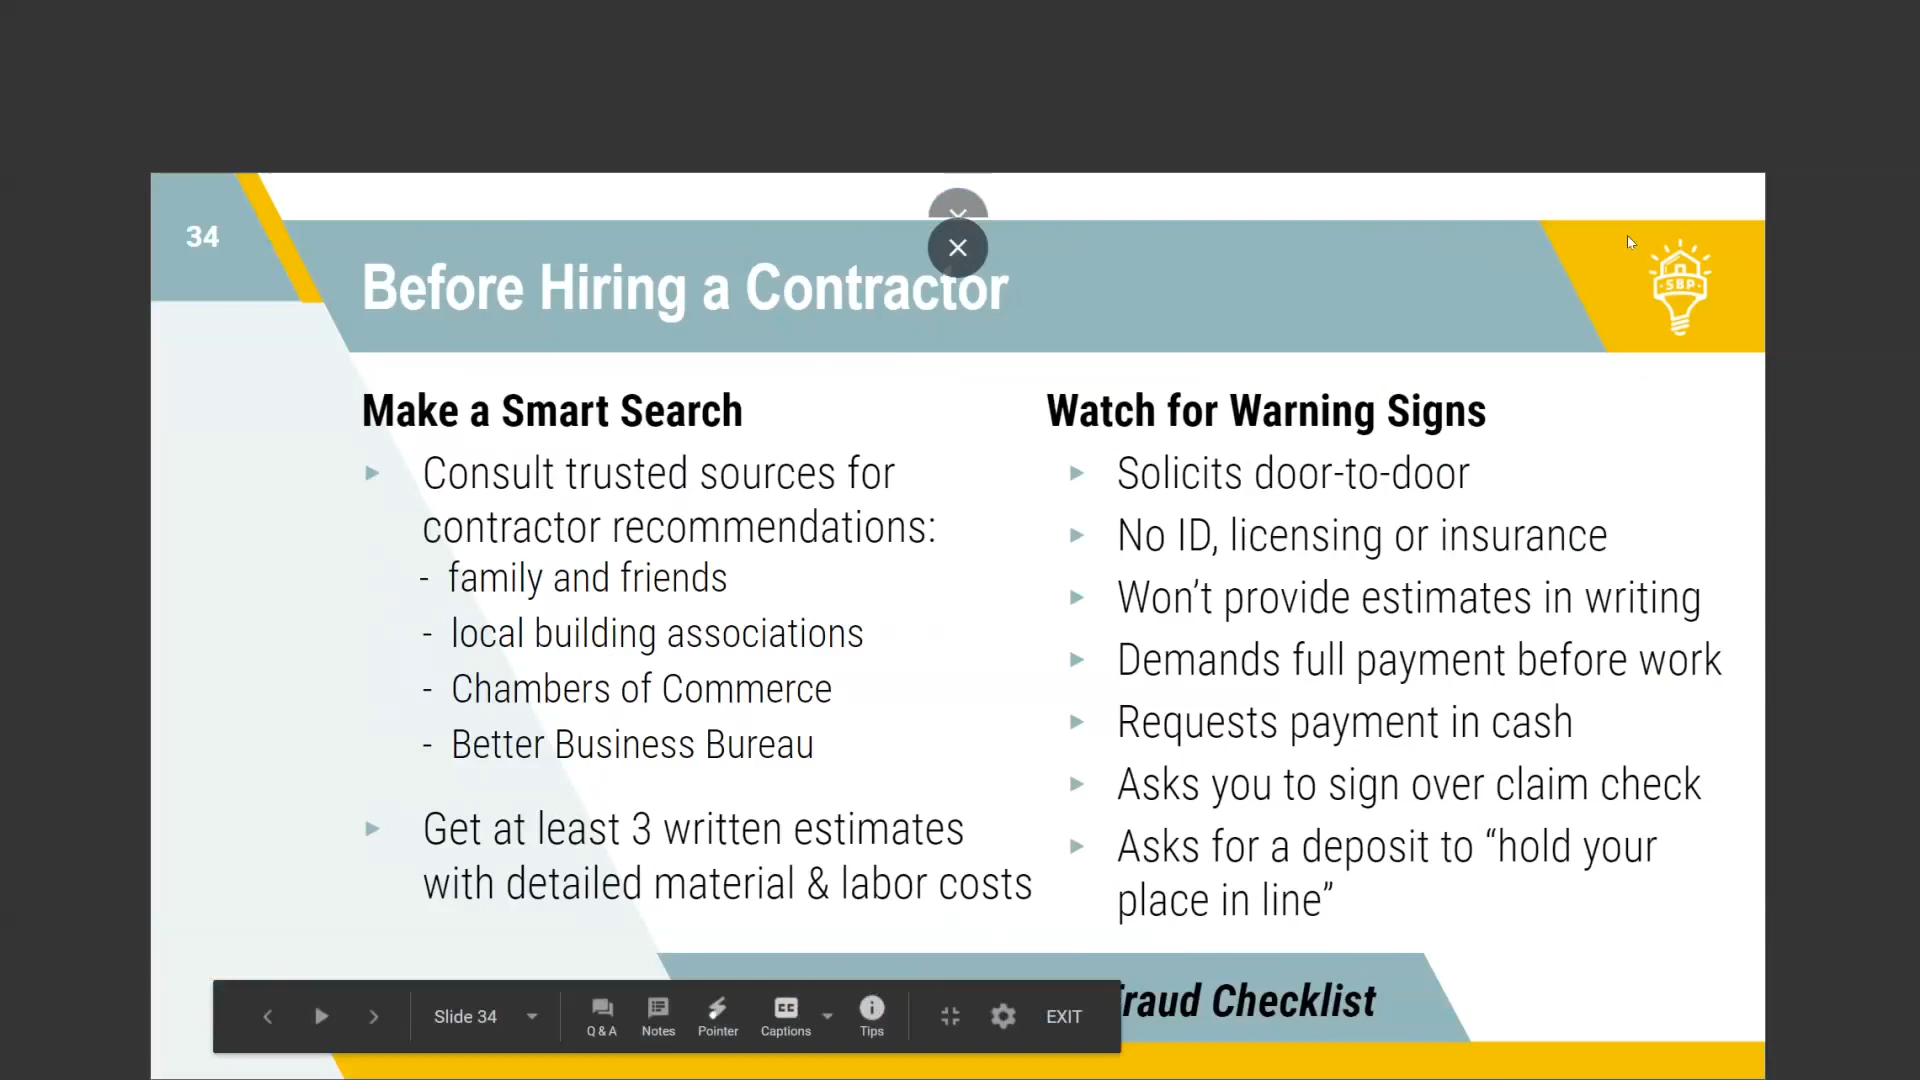 34
Before Hiring a Contractor
SBP
Make a Smart Search
Consult trusted sources for
contractor recommendations:
- family and friends
- local building associations
- Chambers of Commerce
- Better Business Bureau
Get at least 3 written estimates
with detailed material & labor costs
Watch for Warning Signs
Solicits door-to-door
No ID, licensing or insurance
Won't provide estimates in writing
Demands full payment before work
Requests payment in cash
Asks you to sign over claim check
Asks for a deposit to “hold your
place in line”
Checklist
Slide 34
Q & A
Notes
Pointer
CC
Captions
Tips
EXIT